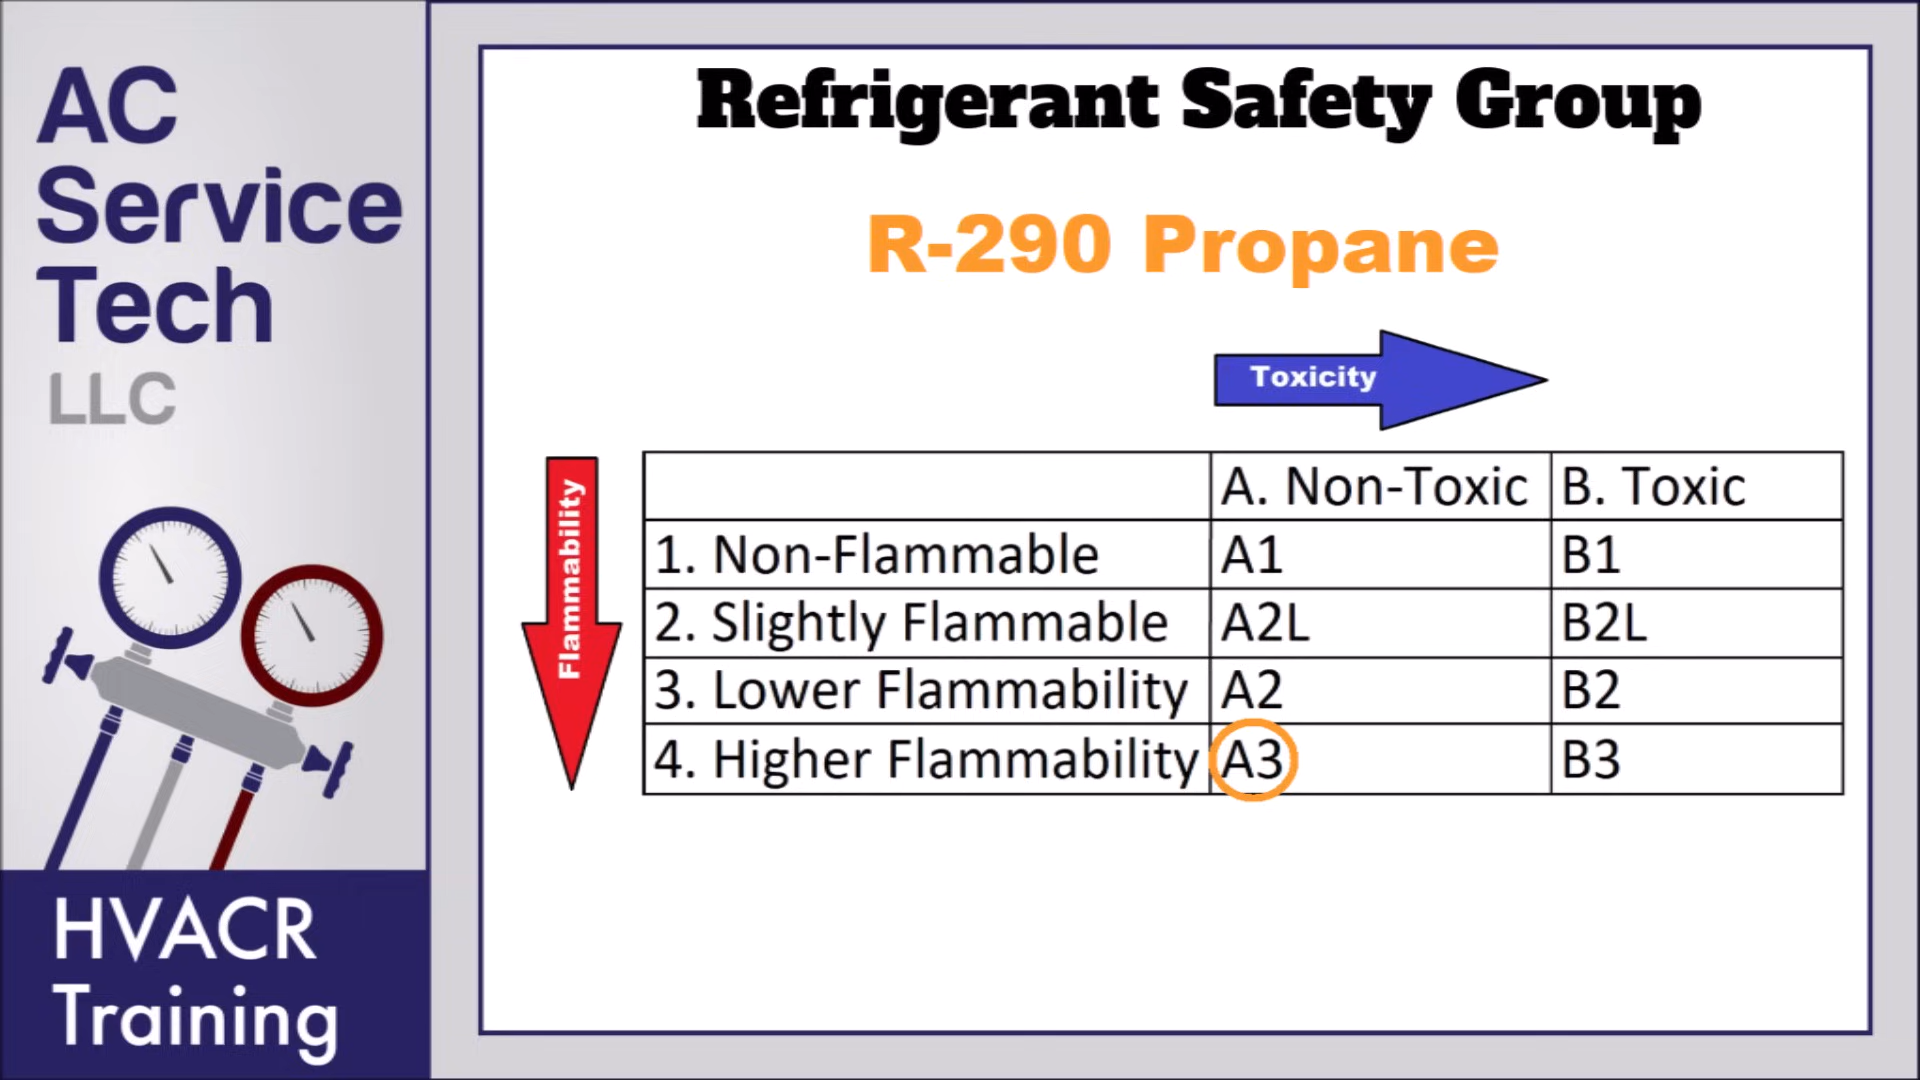 AC
Service
Tech
LLC
HVACR
Training
Refrigerant Safety Group
R-290 Propane
Toxicity
Flammability
A. Non-Toxic B. Toxic
1. Non-Flammable A1 B1
2. Slightly Flammable A2L B2L
3. Lower Flammability A2 B2
4. Higher Flammability A3 B3